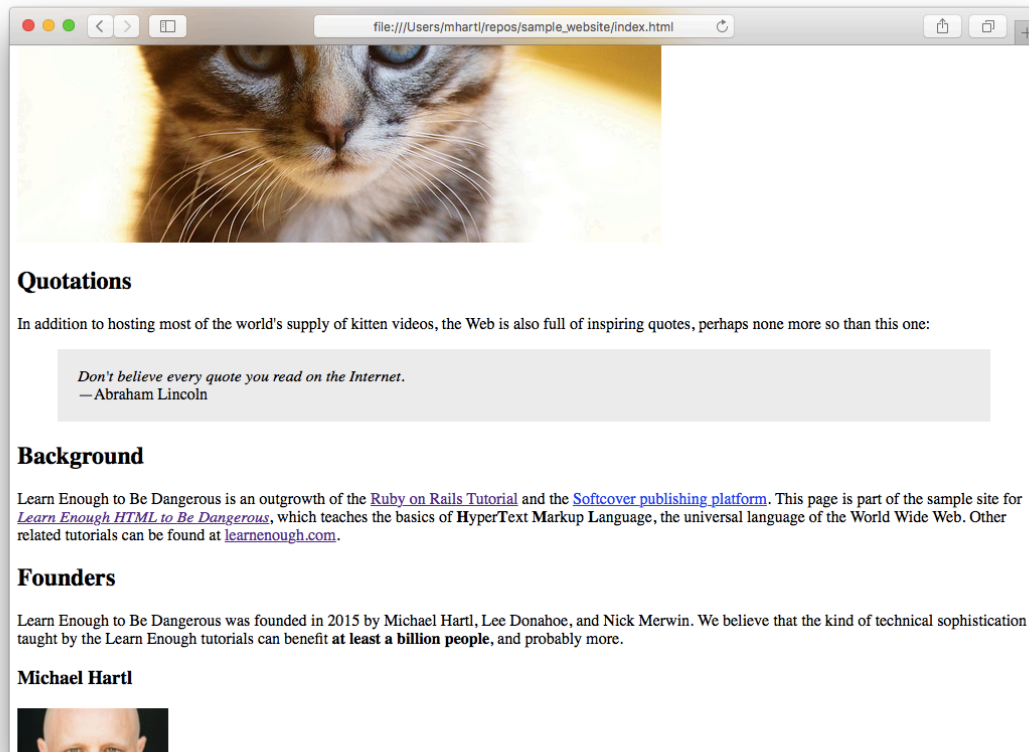 file:///Users/mhartl/repos/sample_website/index.html
Quotations
In addition to hosting most of the world's supply of kitten videos, the Web is also full of inspiring quotes, perhaps none more so than this one:
Don't believe every quote you read on the Internet.
—Abraham Lincoln
Background
Learn Enough to Be Dangerous is an outgrowth of the Ruby on Rails Tutorial and the Softcover publishing platform. This page is part of the sample site for
Learn Enough HTML to Be Dangerous, which teaches the basics of HyperText Markup Language, the universal language of the World Wide Web. Other
related tutorials can be found at learnenough.com.
Founders
Learn Enough to Be Dangerous was founded in 2015 by Michael Hartl, Lee Donahoe, and Nick Merwin. We believe that the kind of technical sophistication
taught by the Learn Enough tutorials can benefit at least a billion people, and probably more.
Michael Hartl